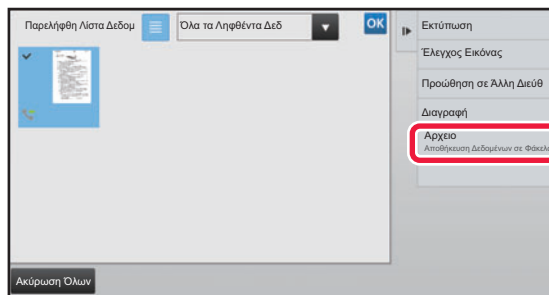 Παρελήφθη Λίστα Δεδομ
Όλα τα Ληφθέντα Δεδ
OK
Εκτύπωση
Έλεγχος Εικόνας
Προώθηση σε Άλλη Διεύθ
Διαγραφή
Αρχειο
Αποθήκευση Δεδομένων σε Φάκελο
Ακύρωση Όλων